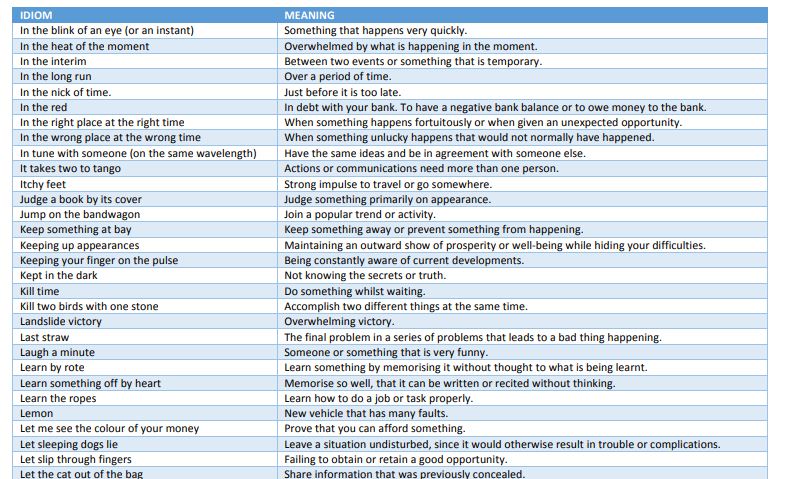 IDIOM MEANING
In the blink of an eye (or an instant) Something that happens very quickly.
In the heat of the moment Overwhelmed by what is happening in the moment.
In the interim Between two events or something that is temporary.
In the long run Over a period of time.
In the nick of time. Just before it is too late.
In the red In debt with your bank. To have a negative bank balance or to owe money to the bank.
In the right place at the right time When something happens fortuitously or when given an unexpected opportunity.
In the wrong place at the wrong time When something unlucky happens that would not normally have happened.
In tune with someone (on the same wavelength) Have the same ideas and be in agreement with someone else.
It takes two to tango Actions or communications need more than one person.
Itchy feet Strong impulse to travel or go somewhere.
Judge a book by its cover Judge something primarily on appearance.
Jump on the bandwagon Join a popular trend or activity.
Keep something at bay Keep something away or prevent something from happening.
Keeping up appearances Maintaining an outward show of prosperity or well-being while hiding your difficulties.
Keeping your finger on the pulse Being constantly aware of current developments.
Kept in the dark Not knowing the secrets or truth.
Kill time Do something whilst waiting.
Kill two birds with one stone Accomplish two different things at the same time.
Landslide victory Overwhelming victory.
Last straw The final problem in a series of problems that leads to a bad thing happening.
Laugh a minute Someone or something that is very funny.
Learn by rote Learn something by memorising it without thought to what is being learnt.
Learn something off by heart Memorise so well, that it can be written or recited without thinking.
Learn the ropes Learn how to do a job or task properly.
Lemon New vehicle that has many faults.
Let me see the colour of your money Prove that you can afford something.
Let sleeping dogs lie Leave a situation undisturbed, since it would otherwise result in trouble or complications.
Let slip through fingers Failing to obtain or retain a good opportunity.
Let the cat out of the bag Share information that was previously concealed.